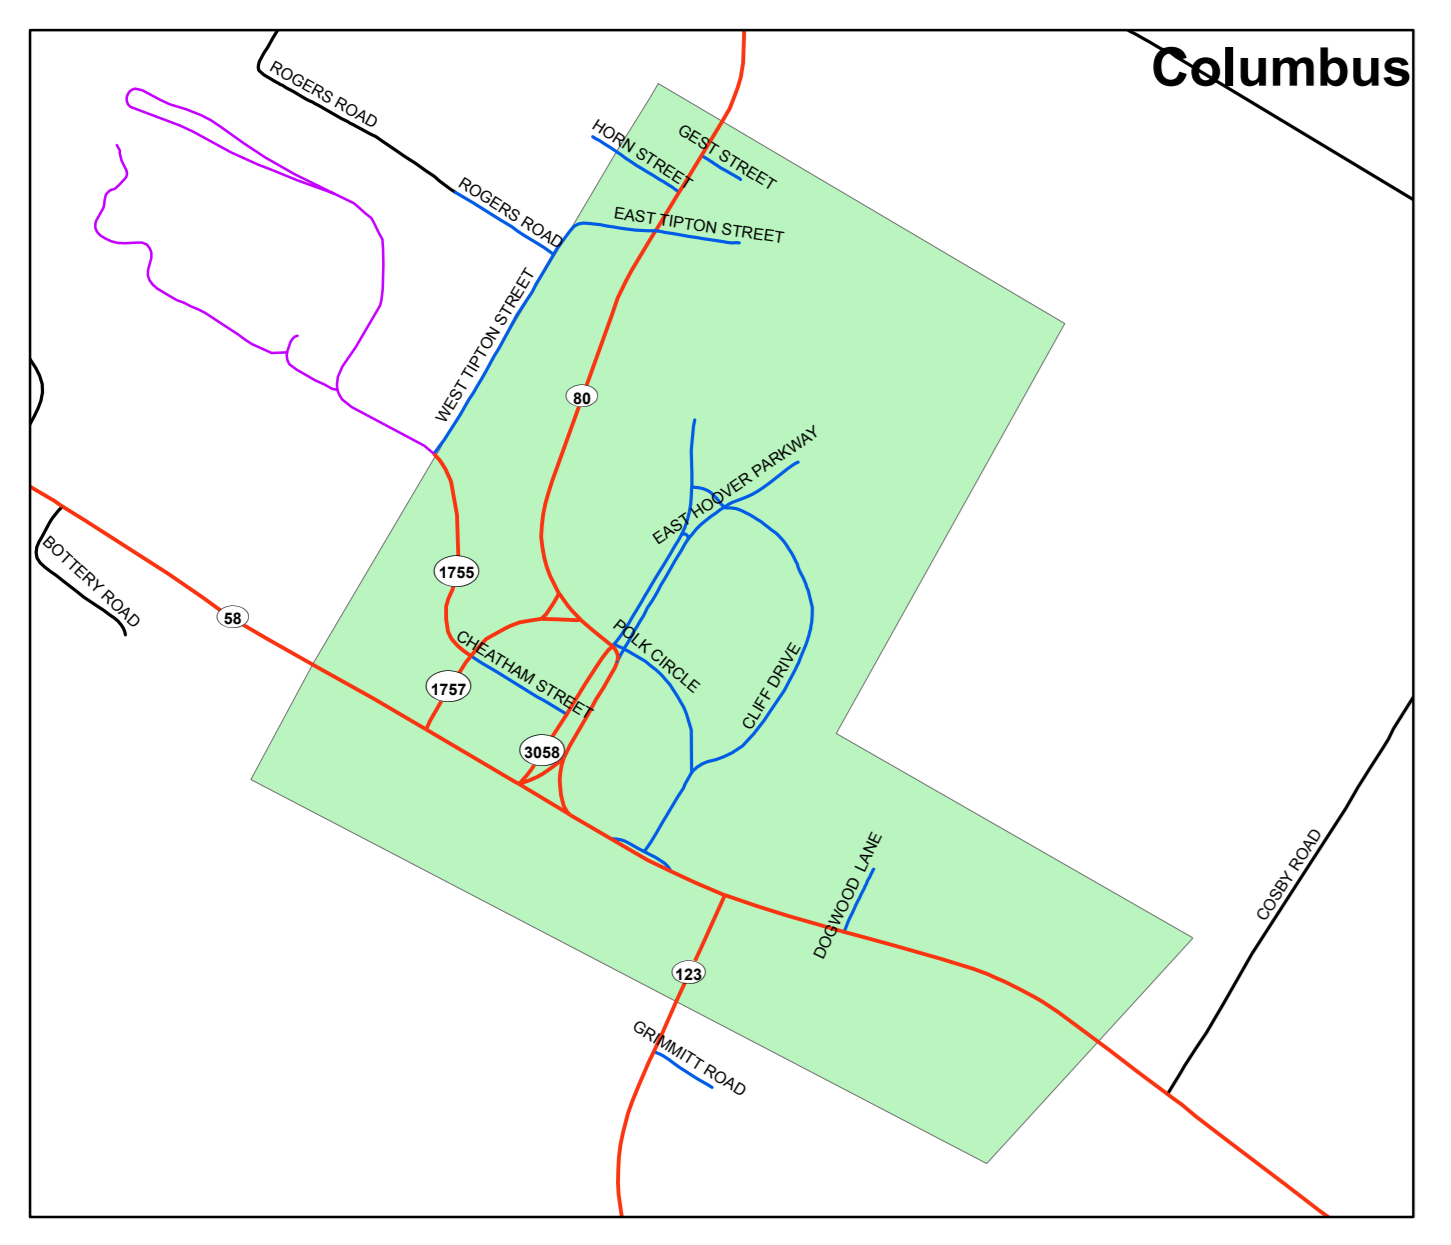 Columbus
ROGERS ROAD
HORN STREET
GEST STREET
ROGERS ROAD
EAST TIPTON STREET
WEST TIPTON STREET
80
EAST HOOVER PARKWAY
BOTTERY ROAD
1755
58
POLK CIRCLE
CHEATHAM STREET
CLIFF DRIVE
1757
3058
DOGWOOD LANE
COSBY ROAD
123
GRIMMITT ROAD